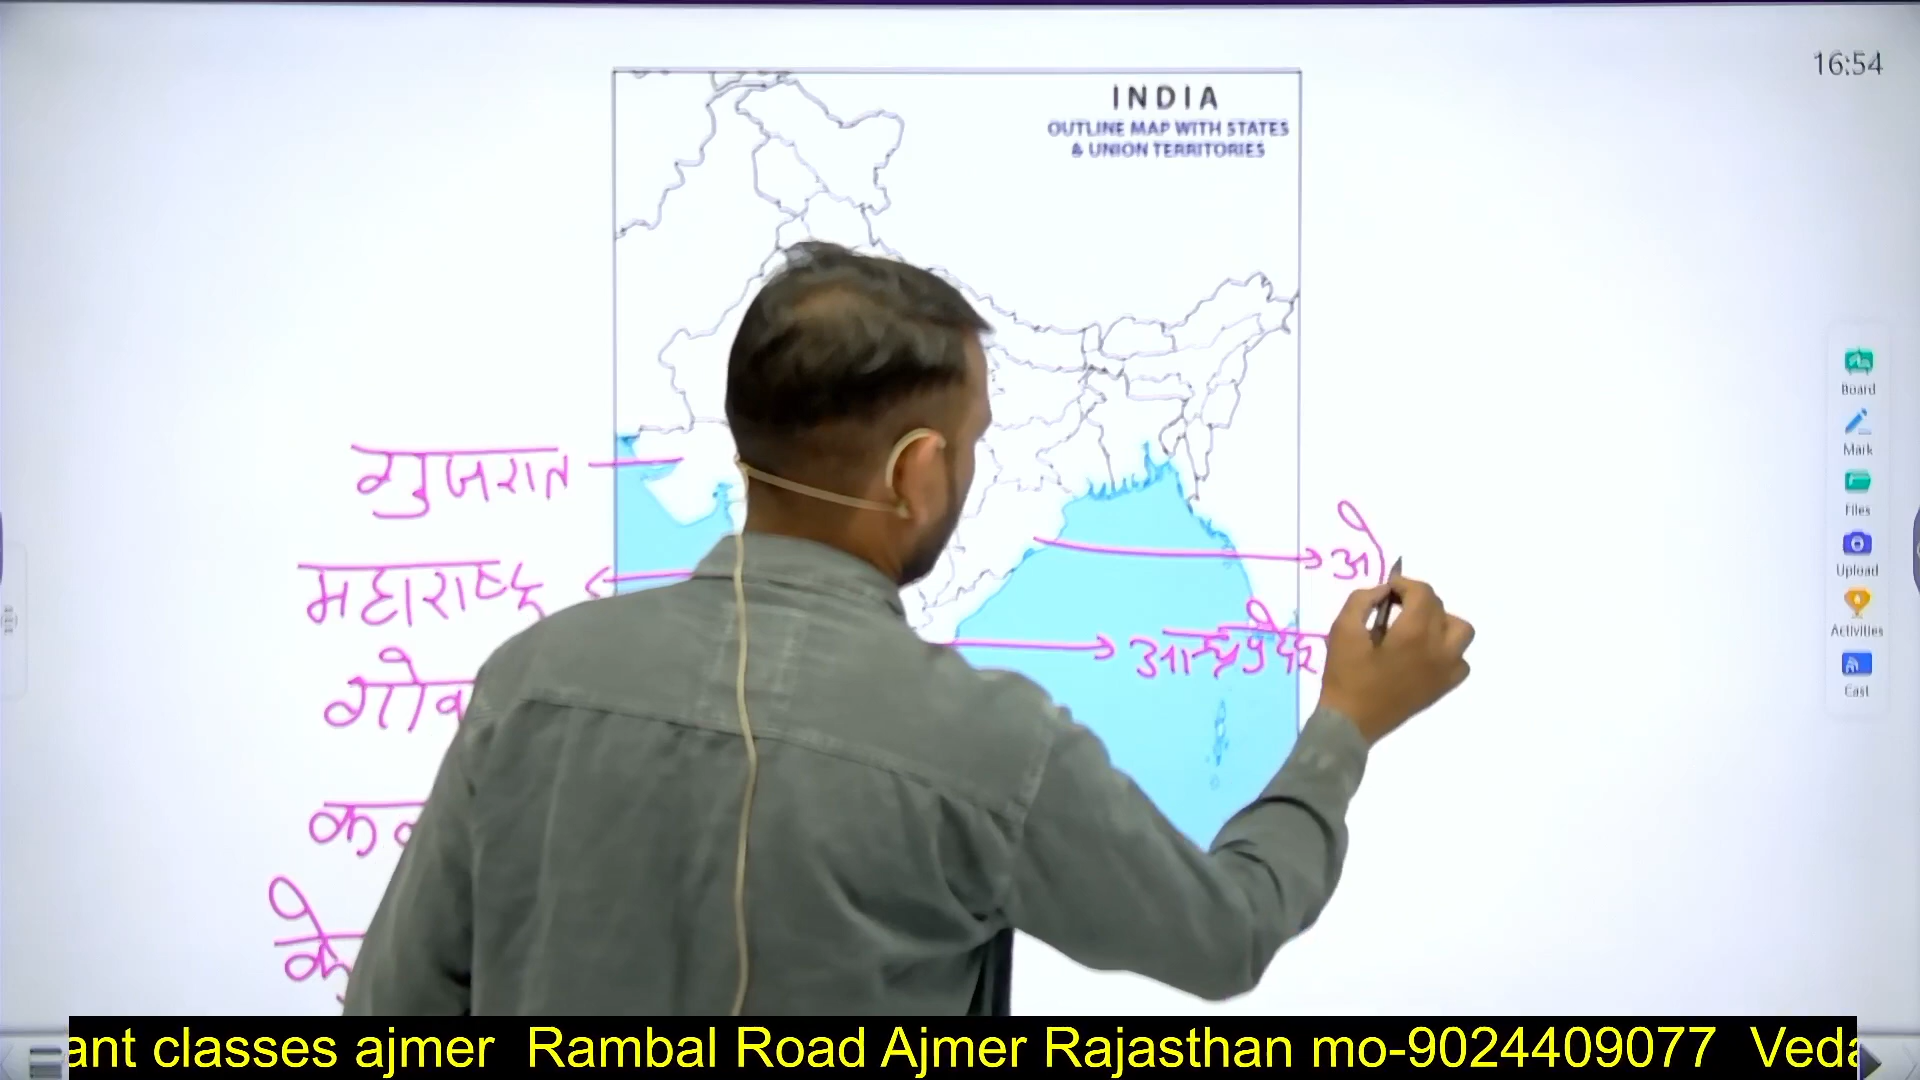 16:54
INDIA
OUTLINE MAP WITH STATES
& UNION TERRITORIES
Board
Mark
Files
Upload
Activities
Cast
गुजरात
महाराष्ट्र
आन्ध्रप्रदेश
ant classes ajmer Rambal Road Ajmer Rajasthan mo-9024409077 Veda